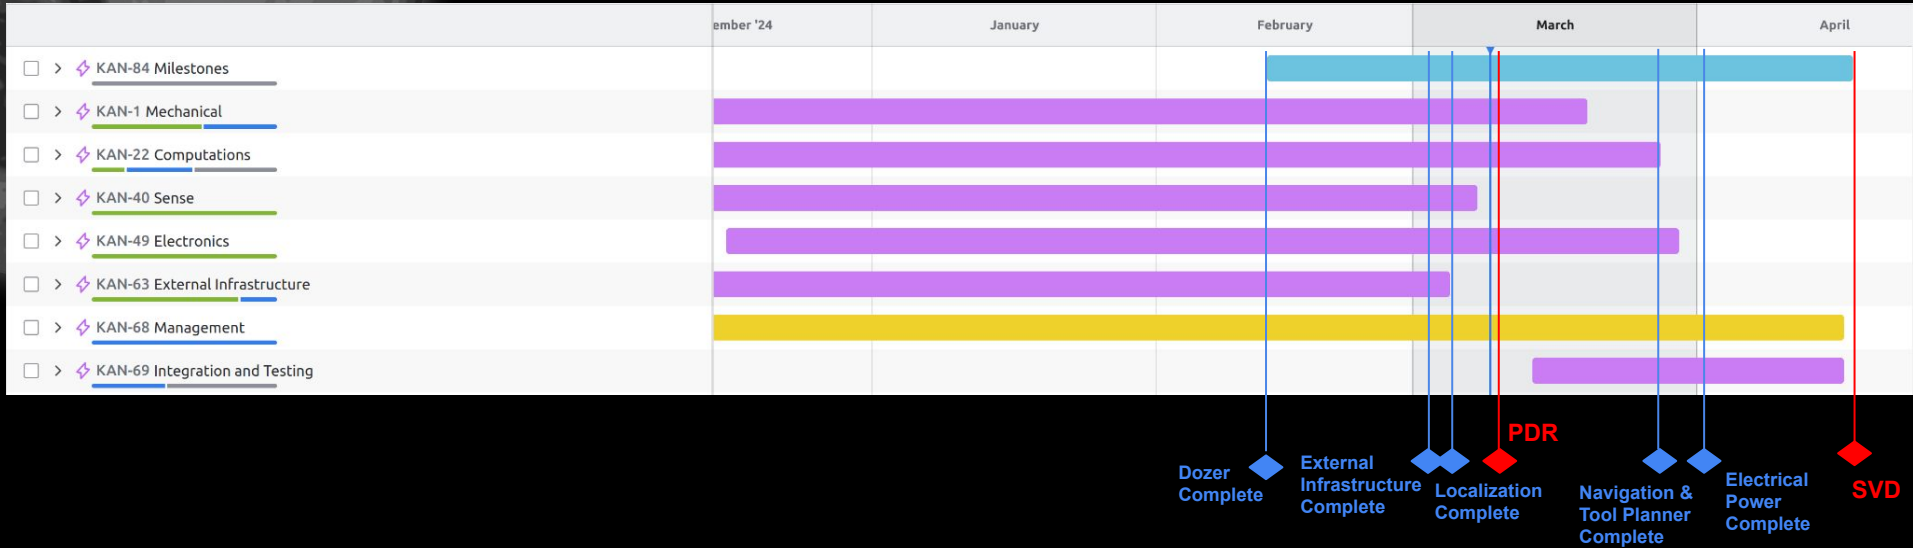 ember '24
January
February
March
April
KAN-84 Milestones
KAN-1 Mechanical
KAN-22 Computations
KAN-40 Sense
KAN-49 Electronics
KAN-63 External Infrastructure
KAN-68 Management
KAN-69 Integration and Testing
Dozer
Complete
External
Infrastructure
Complete
Localization
Complete
PDR
Navigation &
Tool Planner
Complete
Electrical
Power
Complete
SVD